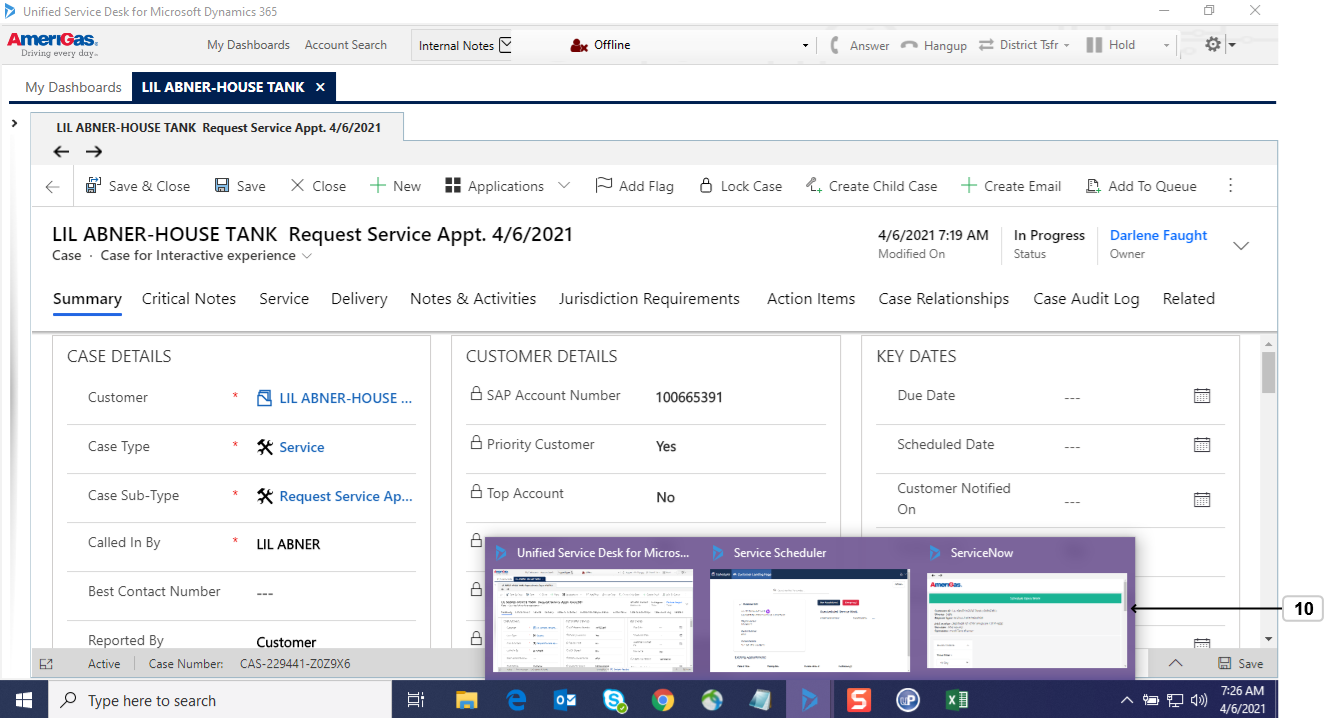 Unified Service Desk for Microsoft Dynamics 365
AmeriGas
Driving every day
My Dashboards Account Search Internal Notes Offline Answer Hangup District Tsfr Hold
My Dashboards LIL ABNER-HOUSE TANK ×
LIL ABNER-HOUSE TANK Request Service Appt. 4/6/2021
Save & Close Save Close New Applications Add Flag Lock Case Create Child Case Create Email Add To Queue
LIL ABNER-HOUSE TANK Request Service Appt. 4/6/2021
Case · Case for Interactive experience
4/6/2021 7:19 AM
Modified On
In Progress
Status
Darlene Faught
Owner
Summary Critical Notes Service Delivery Notes & Activities Jurisdiction Requirements Action Items Case Relationships Case Audit Log Related
CASE DETAILS
Customer * LIL ABNER-HOUSE ...
Case Type * Service
Case Sub-Type * Request Service Ap...
Called In By * LIL ABNER
Best Contact Number ---
Reported By Customer
CUSTOMER DETAILS
SAP Account Number 100665391
Priority Customer Yes
Top Account No
KEY DATES
Due Date ---
Scheduled Date ---
Customer Notified
On ---
Unified Service Desk for Micros... Service Scheduler ServiceNow
AmeriGas
10
Active Case Number: CAS-229441-Z0Z9X6 Save
Type here to search
7:26 AM
4/6/2021